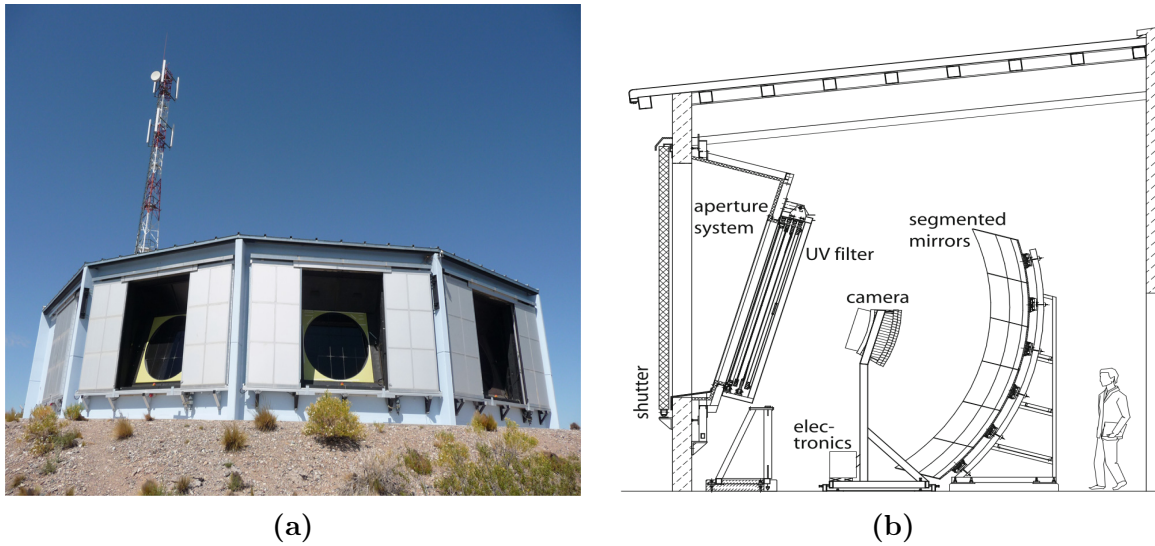 aperture
system
UV filter
segmented
mirrors
camera
shutter
elec-
tronics
(a)
(b)